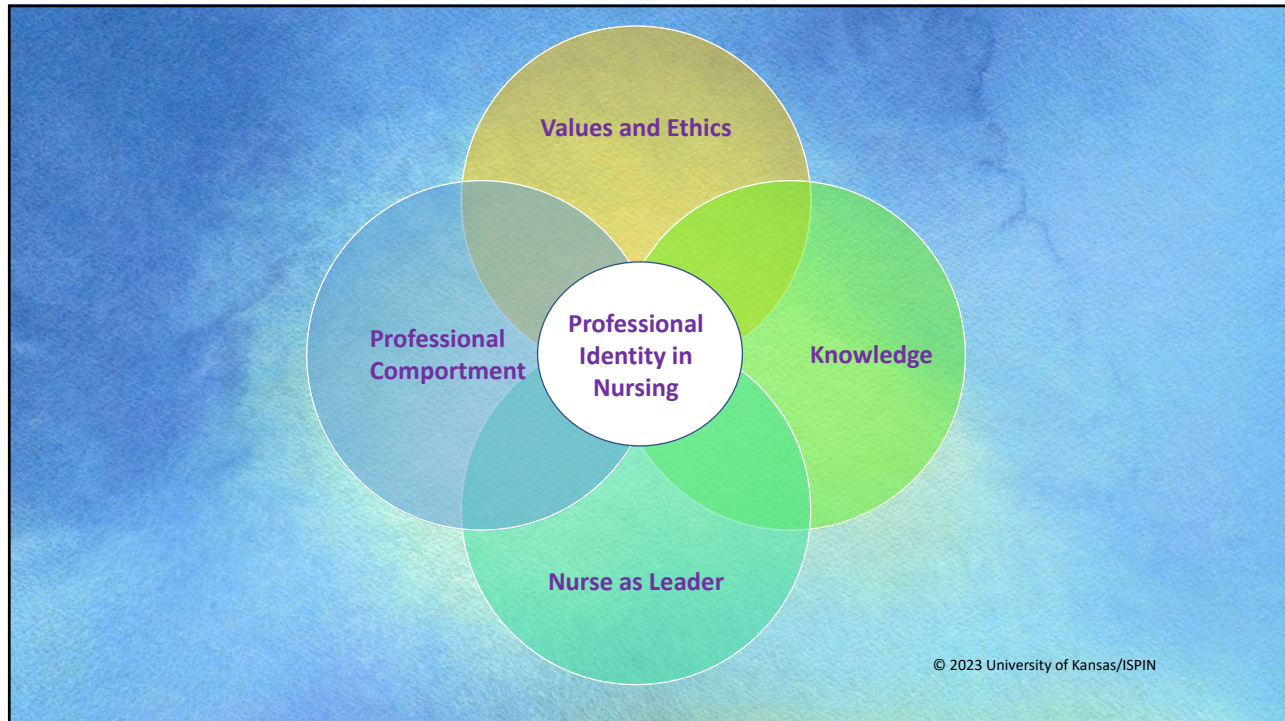 Values and Ethics
Professional
Comportment
Professional
Identity in
Nursing
Knowledge
Nurse as Leader
© 2023 University of Kansas/ISPIN